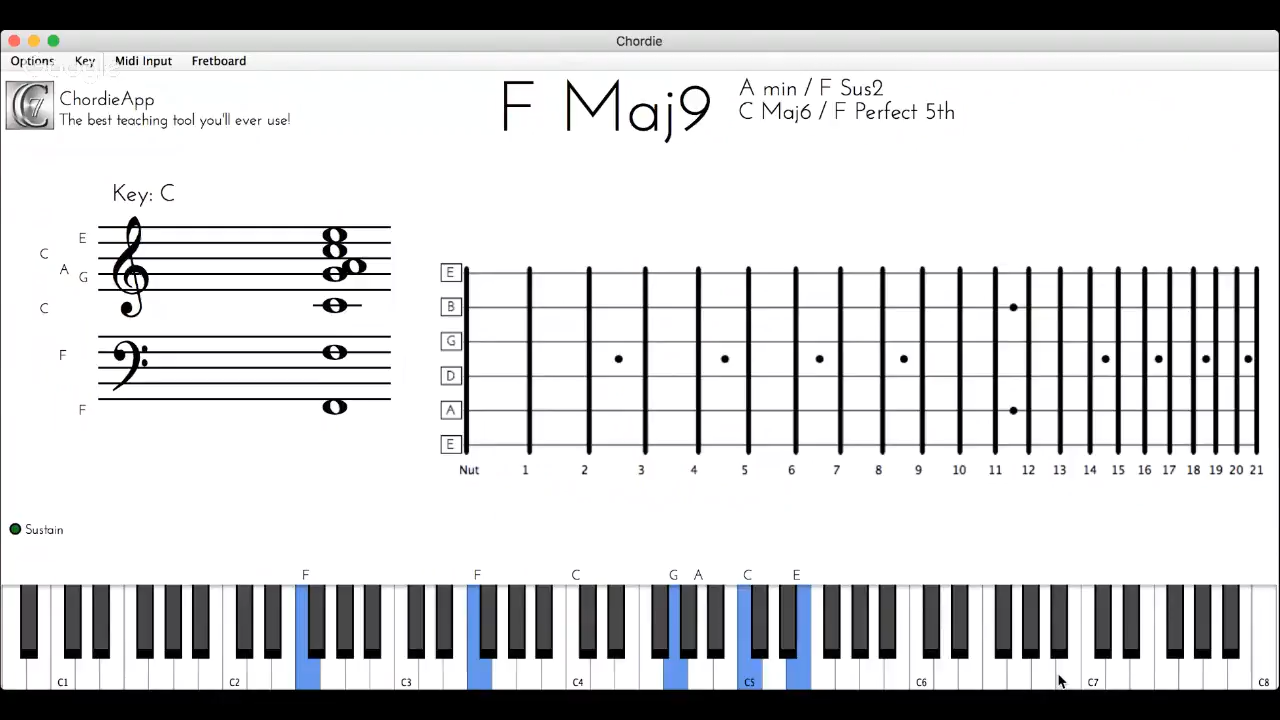 Chordie
Options Key Midi Input Fretboard
ChordieApp
The best teaching tool you'll ever use!
F Maj9
A min / F Sus2
C Maj6 / F Perfect 5th
Key: C
E
C
A
G
C
F
F
E
B
G
D
A
E
Nut 1 2 3 4 5 6 7 8 9 10 11 12 13 14 15 16 17 18 19 20 21
Sustain
F F C G A C E
C1 C2 C3 C4 C5 C6 C7 C8